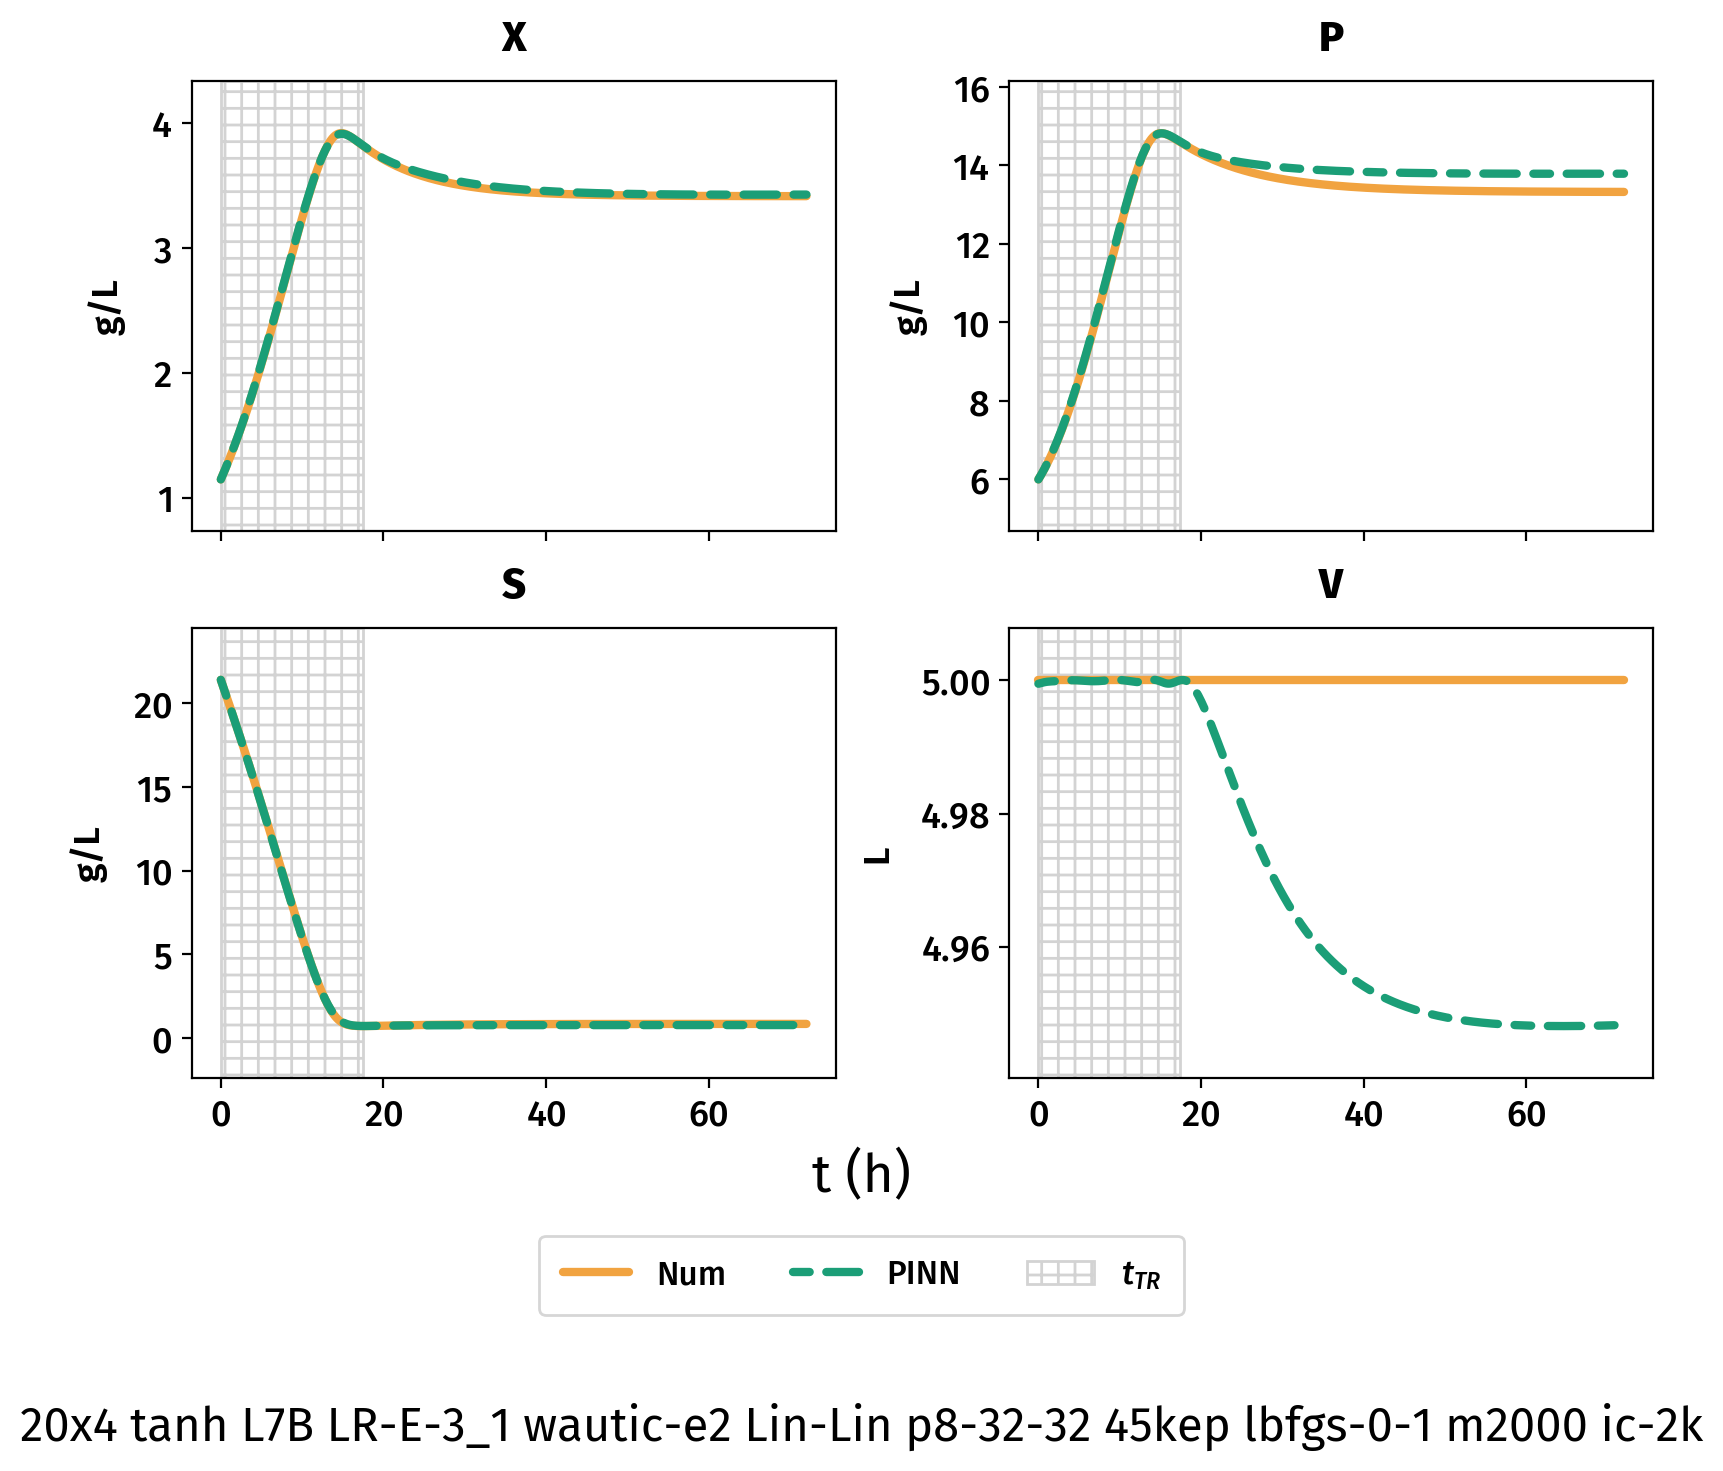 X
P
4
3
2
1
g/L
16
14
12
10
8
6
g/L
S
V
20
15
10
5
0
g/L
5.00
4.98
4.96
L
0 20 40 60
0 20 40 60
t (h)
Num PINN tTR
20x4 tanh L7B LR-E-3_1 wautic-e2 Lin-Lin p8-32-32 45kep lbfgs-0-1 m2000 ic-2k